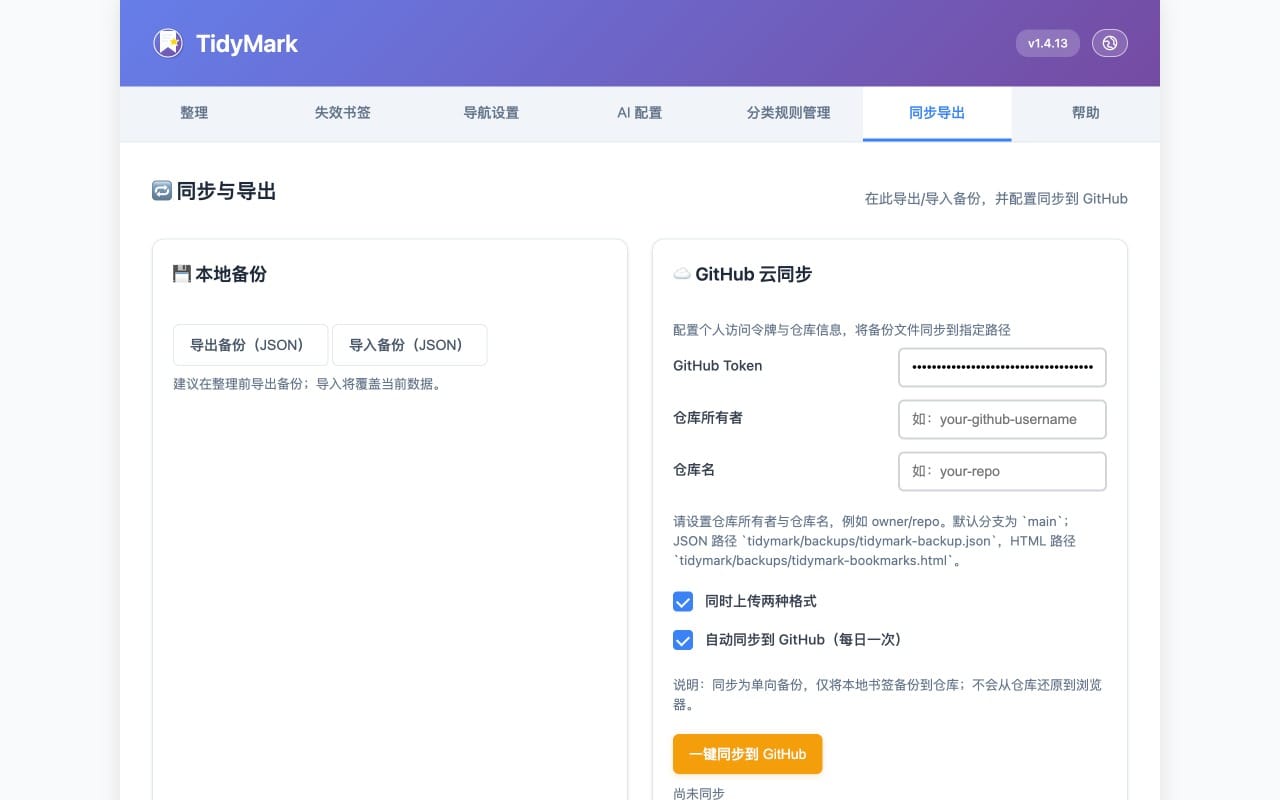 TidyMark
v1.4.13
整理
失效书签
导航设置
AI 配置
分类规则管理
同步导出
帮助
同步与导出
在此导出/导入备份，并配置同步到 GitHub
本地备份
导出备份（JSON）
导入备份（JSON）
建议在整理前导出备份；导入将覆盖当前数据。
GitHub 云同步
配置个人访问令牌与仓库信息，将备份文件同步到指定路径
GitHub Token
仓库所有者
如：your-github-username
仓库名
如：your-repo
请设置仓库所有者与仓库名，例如 owner/repo。默认分支为 `main`；
JSON 路径 `tidymark/backups/tidymark-backup.json`，HTML 路径
`tidymark/backups/tidymark-bookmarks.html`。
同时上传两种格式
自动同步到 GitHub（每日一次）
说明：同步为单向备份，仅将本地书签备份到仓库；不会从仓库还原到浏览
器。
一键同步到 GitHub
尚未同步